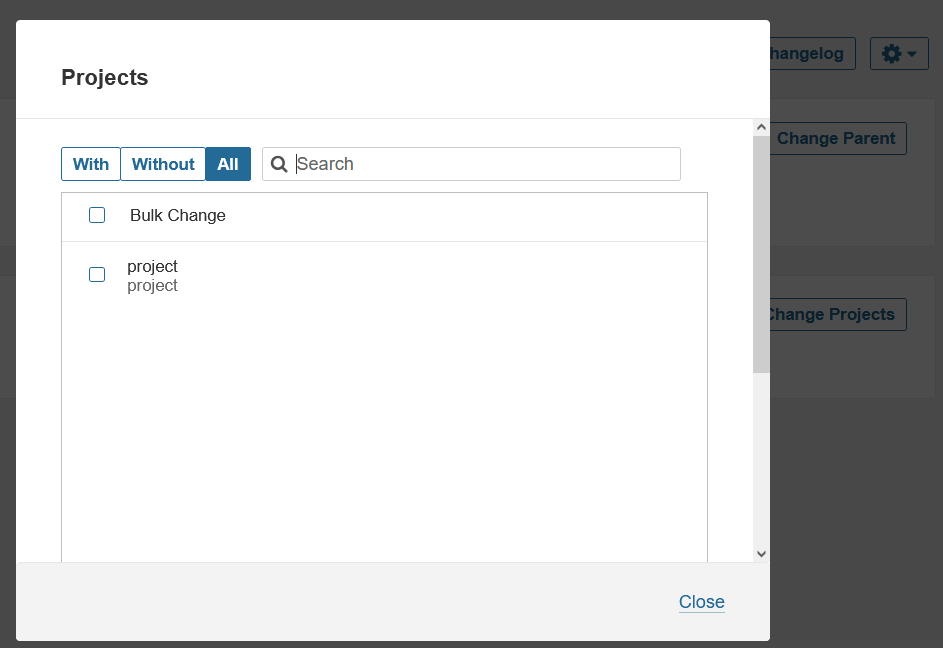 Projects
hangelog
Change Parent
With Without All Search
Bulk Change
project
project
Change Projects
Close